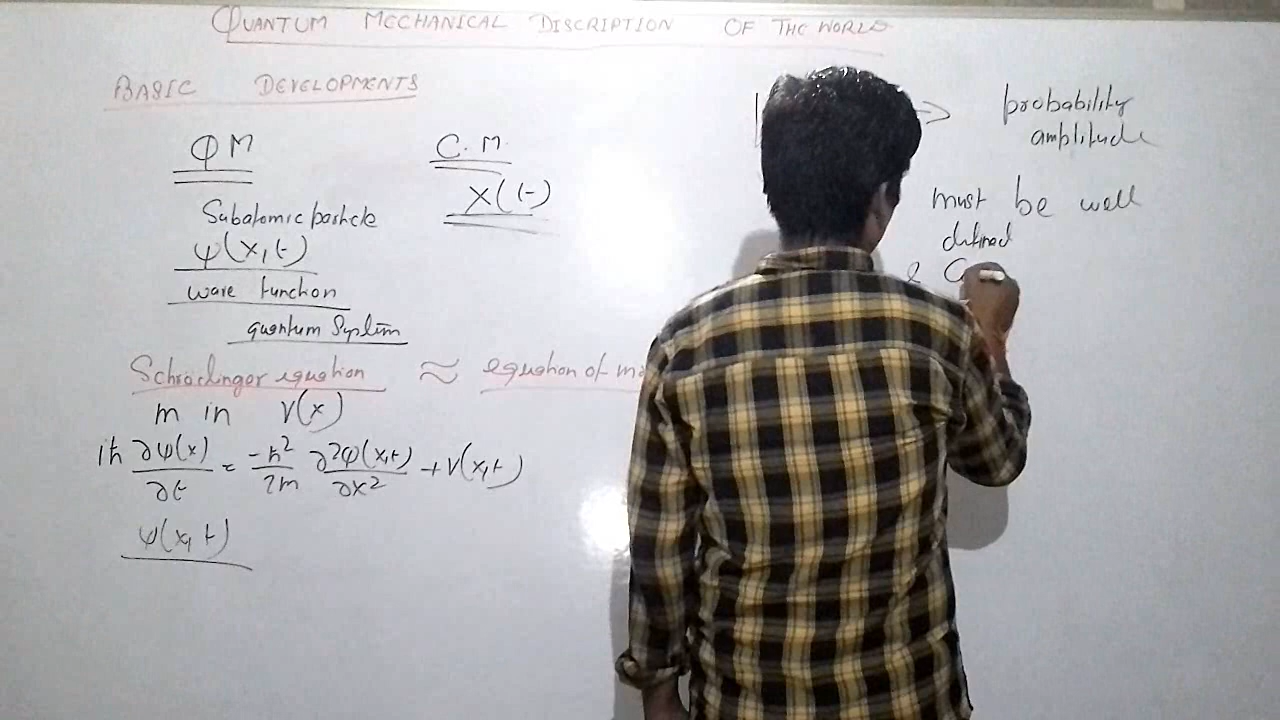 QUANTUM MECHANICAL DISCRIPTION OF THE WORLD
BASIC DEVELOPMENTS
QM
Subatomic particle
ψ(x, t)
wave function
quantum System
C.M.
x(t)
Schrodinger equation ≈ equation of
m in V(x)
iħ ∂ψ(x)/∂t = -ħ²/2m ∂²ψ(x,t)/∂x² + V(x,t)
ψ(x, t)
⇒ probability
amplitude
must be well
defined
&